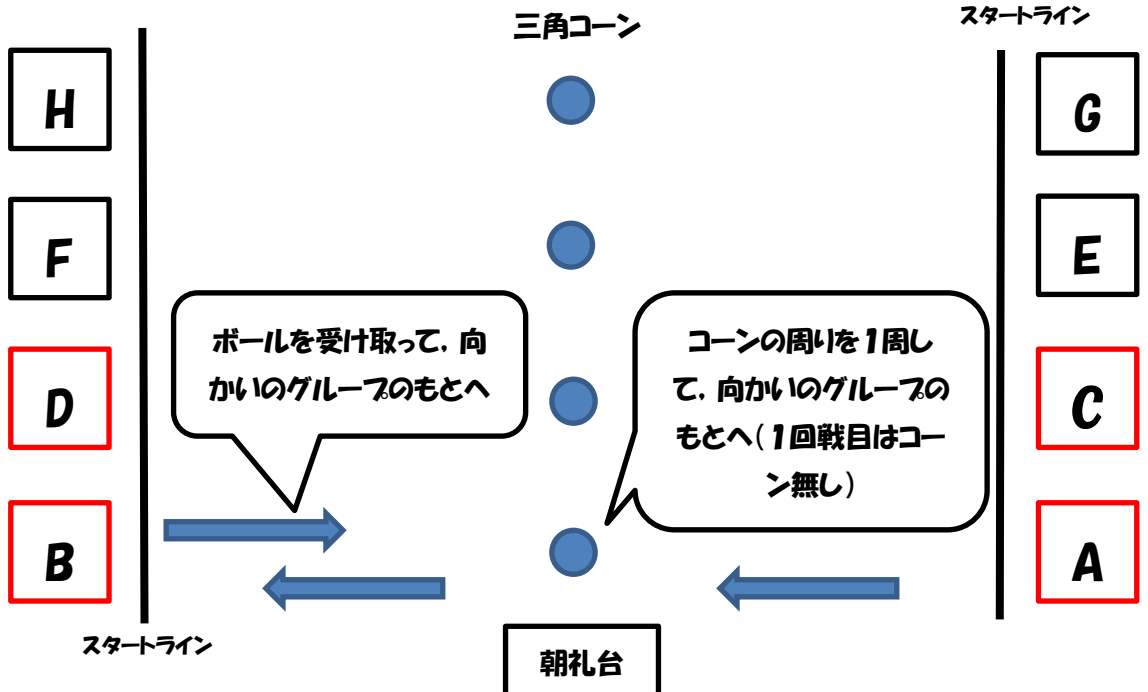 三角コーン
スタートライン
H
G
F
E
ボールを受け取って，向
かいのグループのもとへ
コーンの周りを1周し
て，向かいのグループの
もとへ（1回戦目はコー
ン無し）
D
C
B
A
スタートライン
朝礼台